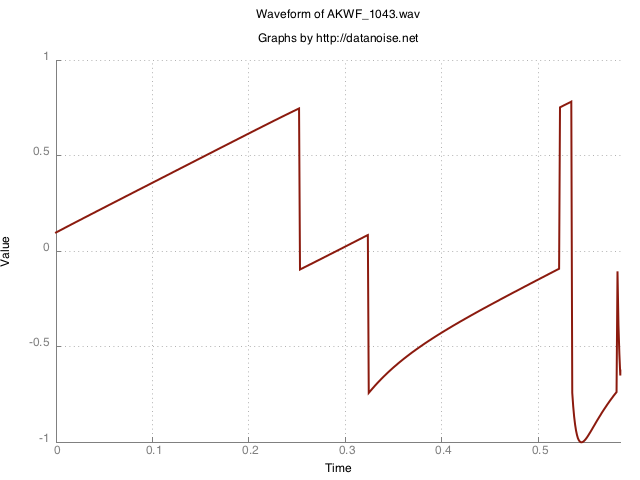 Waveform of AKWF_1043.wav
Graphs by http://datanoise.net
1
0.5
0
-0.5
-1
Value
0 0.1 0.2 0.3 0.4 0.5
Time